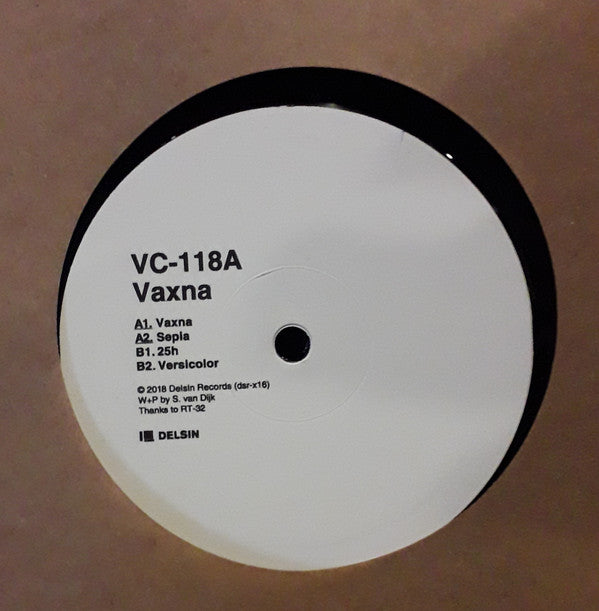 VC-118A
Vaxna
A1. Vaxna
A2. Sepia
B1. 25h
B2. Versicolor
© 2018 Delsin Records (dsr-x16)
W+P by S. van Dijk
Thanks to RT-32
DELSIN